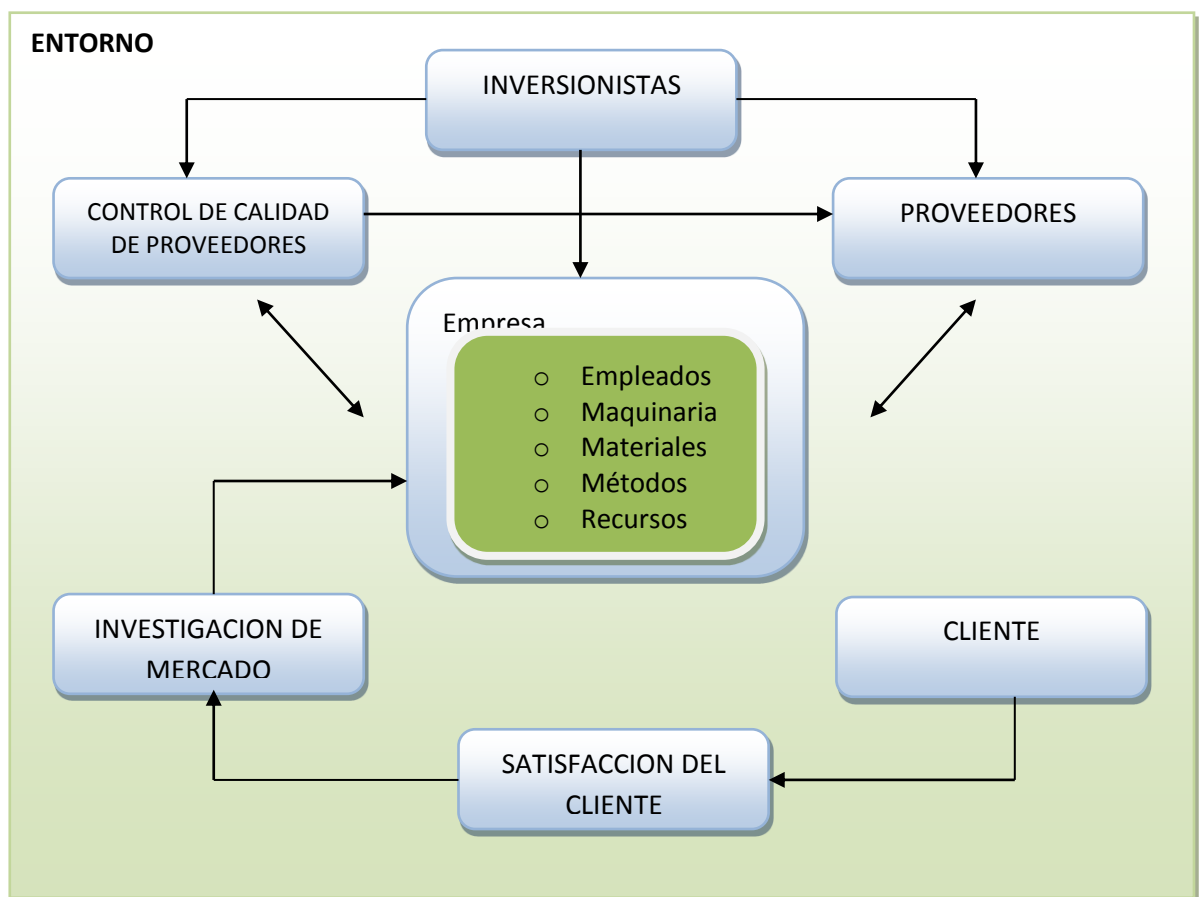 ENTORNO
INVERSIONISTAS
CONTROL DE CALIDAD
DE PROVEEDORES
PROVEEDORES
Empresa
o Empleados
o Maquinaria
o Materiales
o Métodos
o Recursos
INVESTIGACION DE
MERCADO
CLIENTE
SATISFACCION DEL
CLIENTE